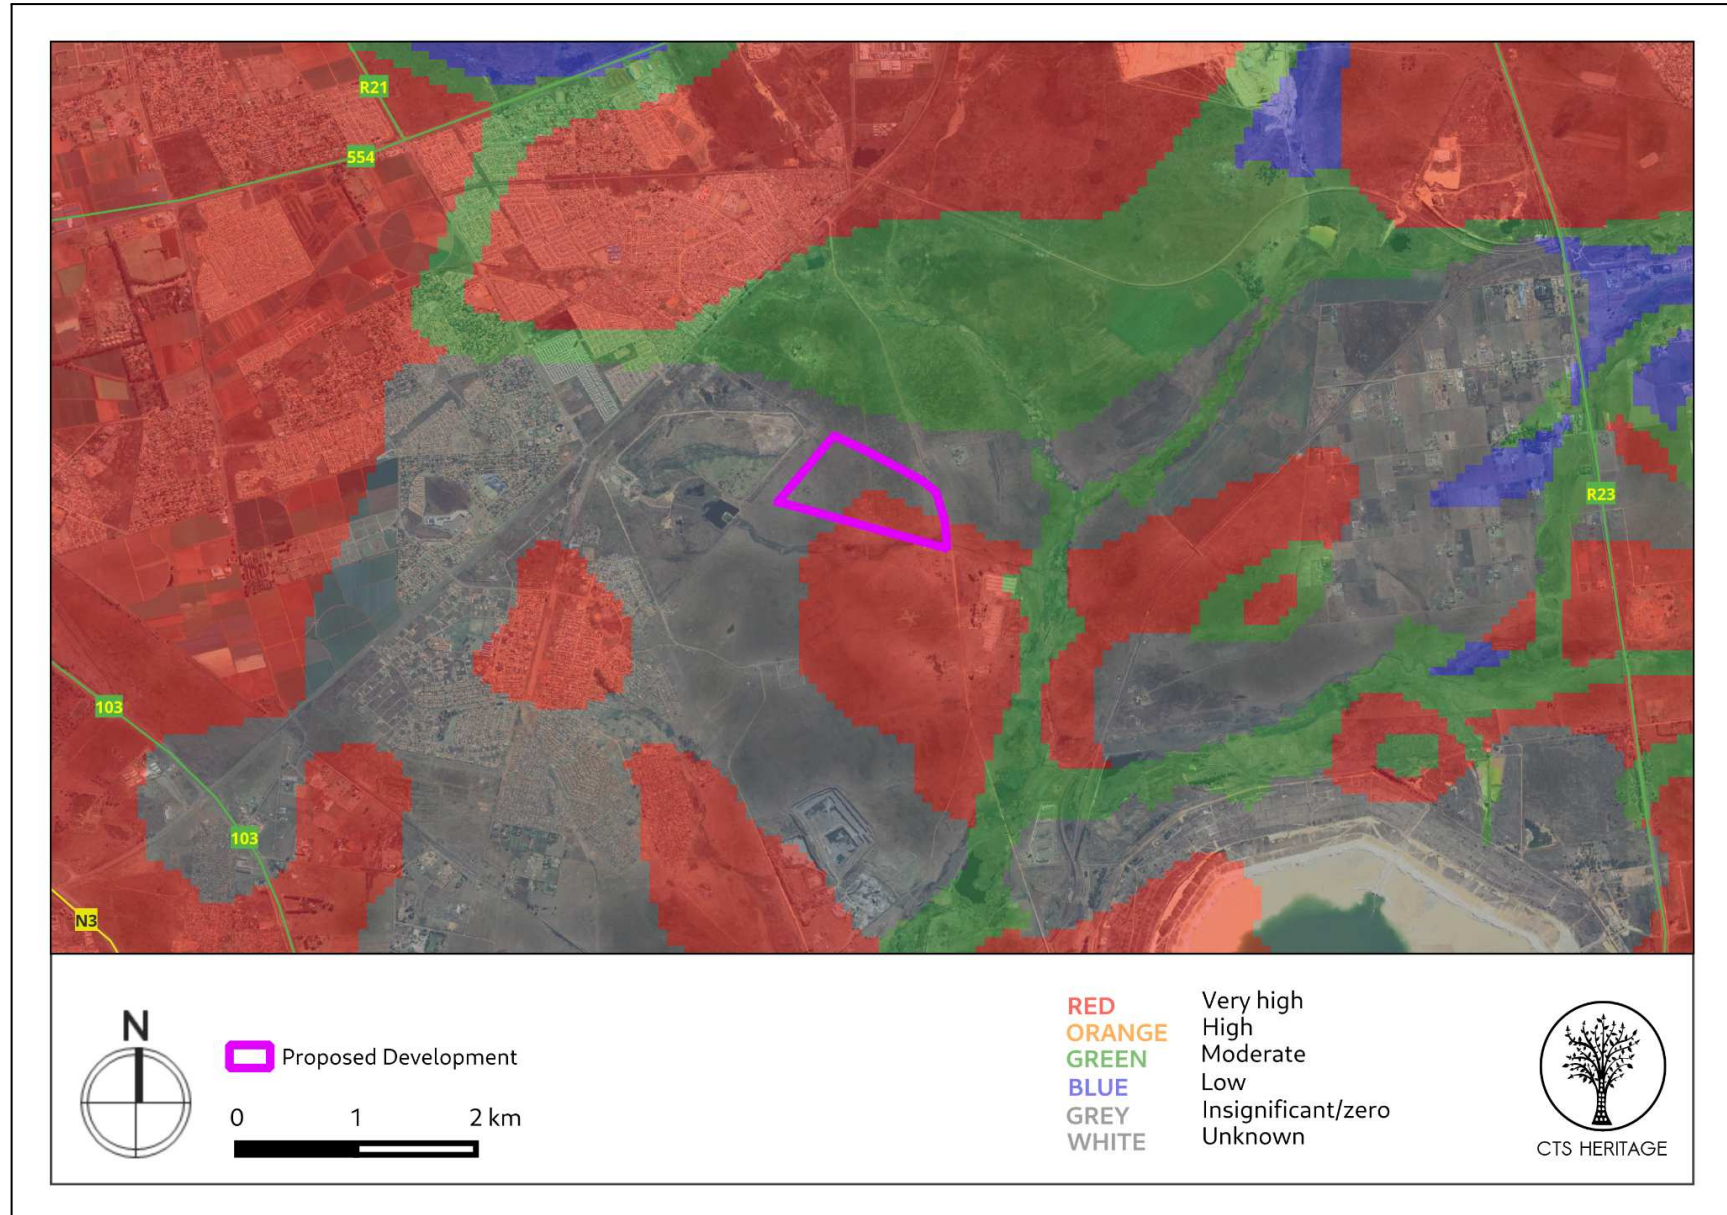 R21
554
R23
103
103
N3
N
Proposed Development
0 1 2 km
RED Very high
ORANGE High
GREEN Moderate
BLUE Low
GREY Insignificant/zero
WHITE Unknown
CTS HERITAGE